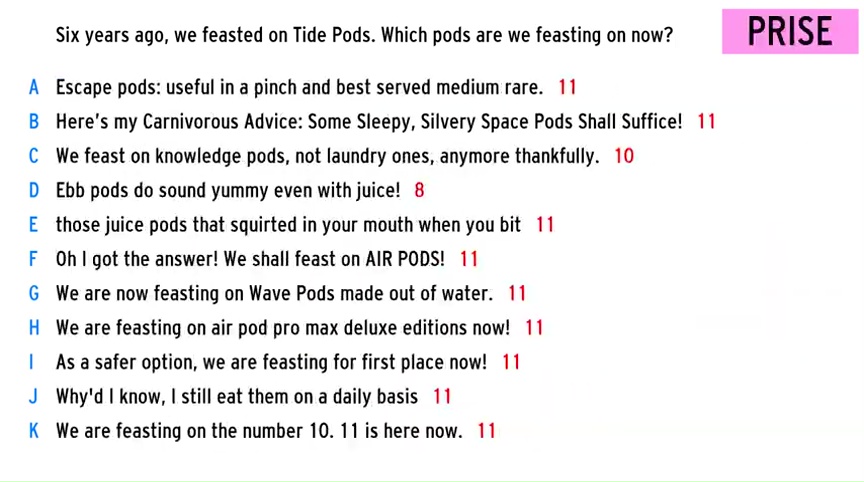 Six years ago, we feasted on Tide Pods. Which pods are we feasting on now?
PRISE
A Escape pods: useful in a pinch and best served medium rare. 11
B Here's my Carnivorous Advice: Some Sleepy, Silvery Space Pods Shall Suffice! 11
C We feast on knowledge pods, not laundry ones, anymore thankfully. 10
D Ebb pods do sound yummy even with juice! 8
E those juice pods that squirted in your mouth when you bit 11
F Oh I got the answer! We shall feast on AIR PODS! 11
G We are now feasting on Wave Pods made out of water. 11
H We are feasting on air pod pro max deluxe editions now! 11
I As a safer option, we are feasting for first place now! 11
J Why'd I know, I still eat them on a daily basis 11
K We are feasting on the number 10. 11 is here now. 11